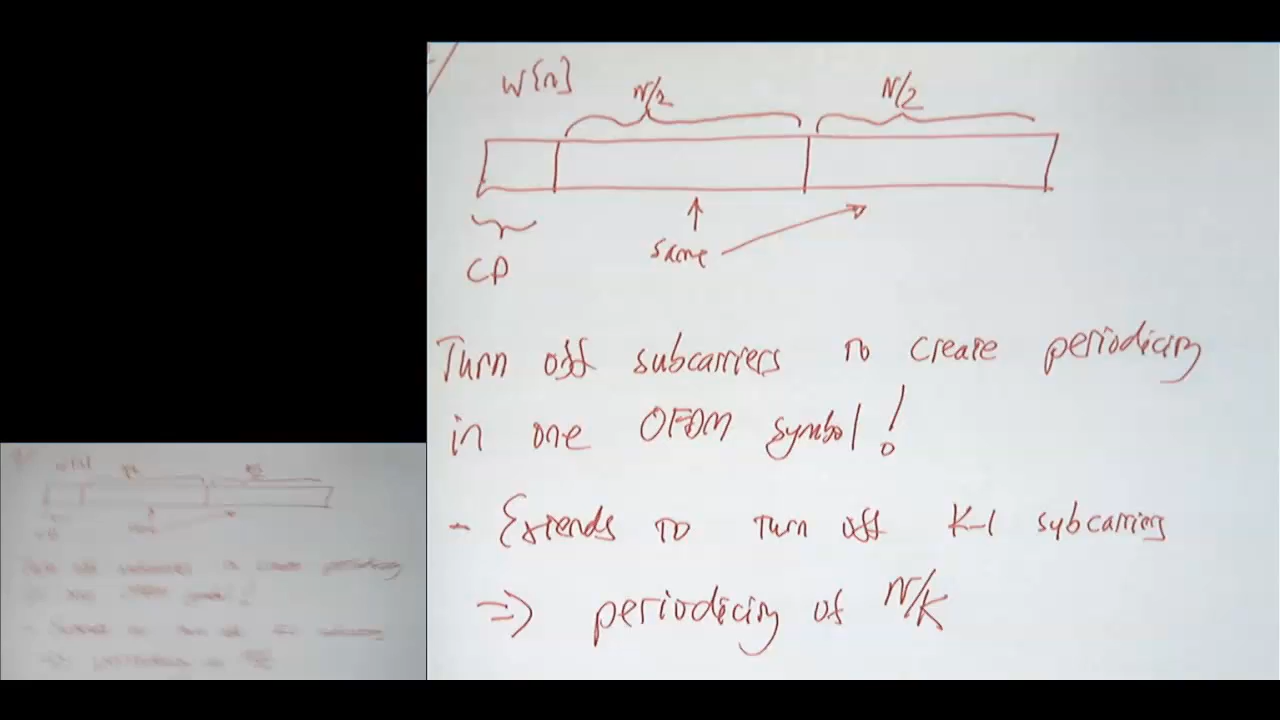 w[n]
N/2
N/2
same
CP
Turn off subcarriers to create periodicity
in one OFDM symbol!
- Extends to turn off K-1 subcarriers
=> periodicity of N/K